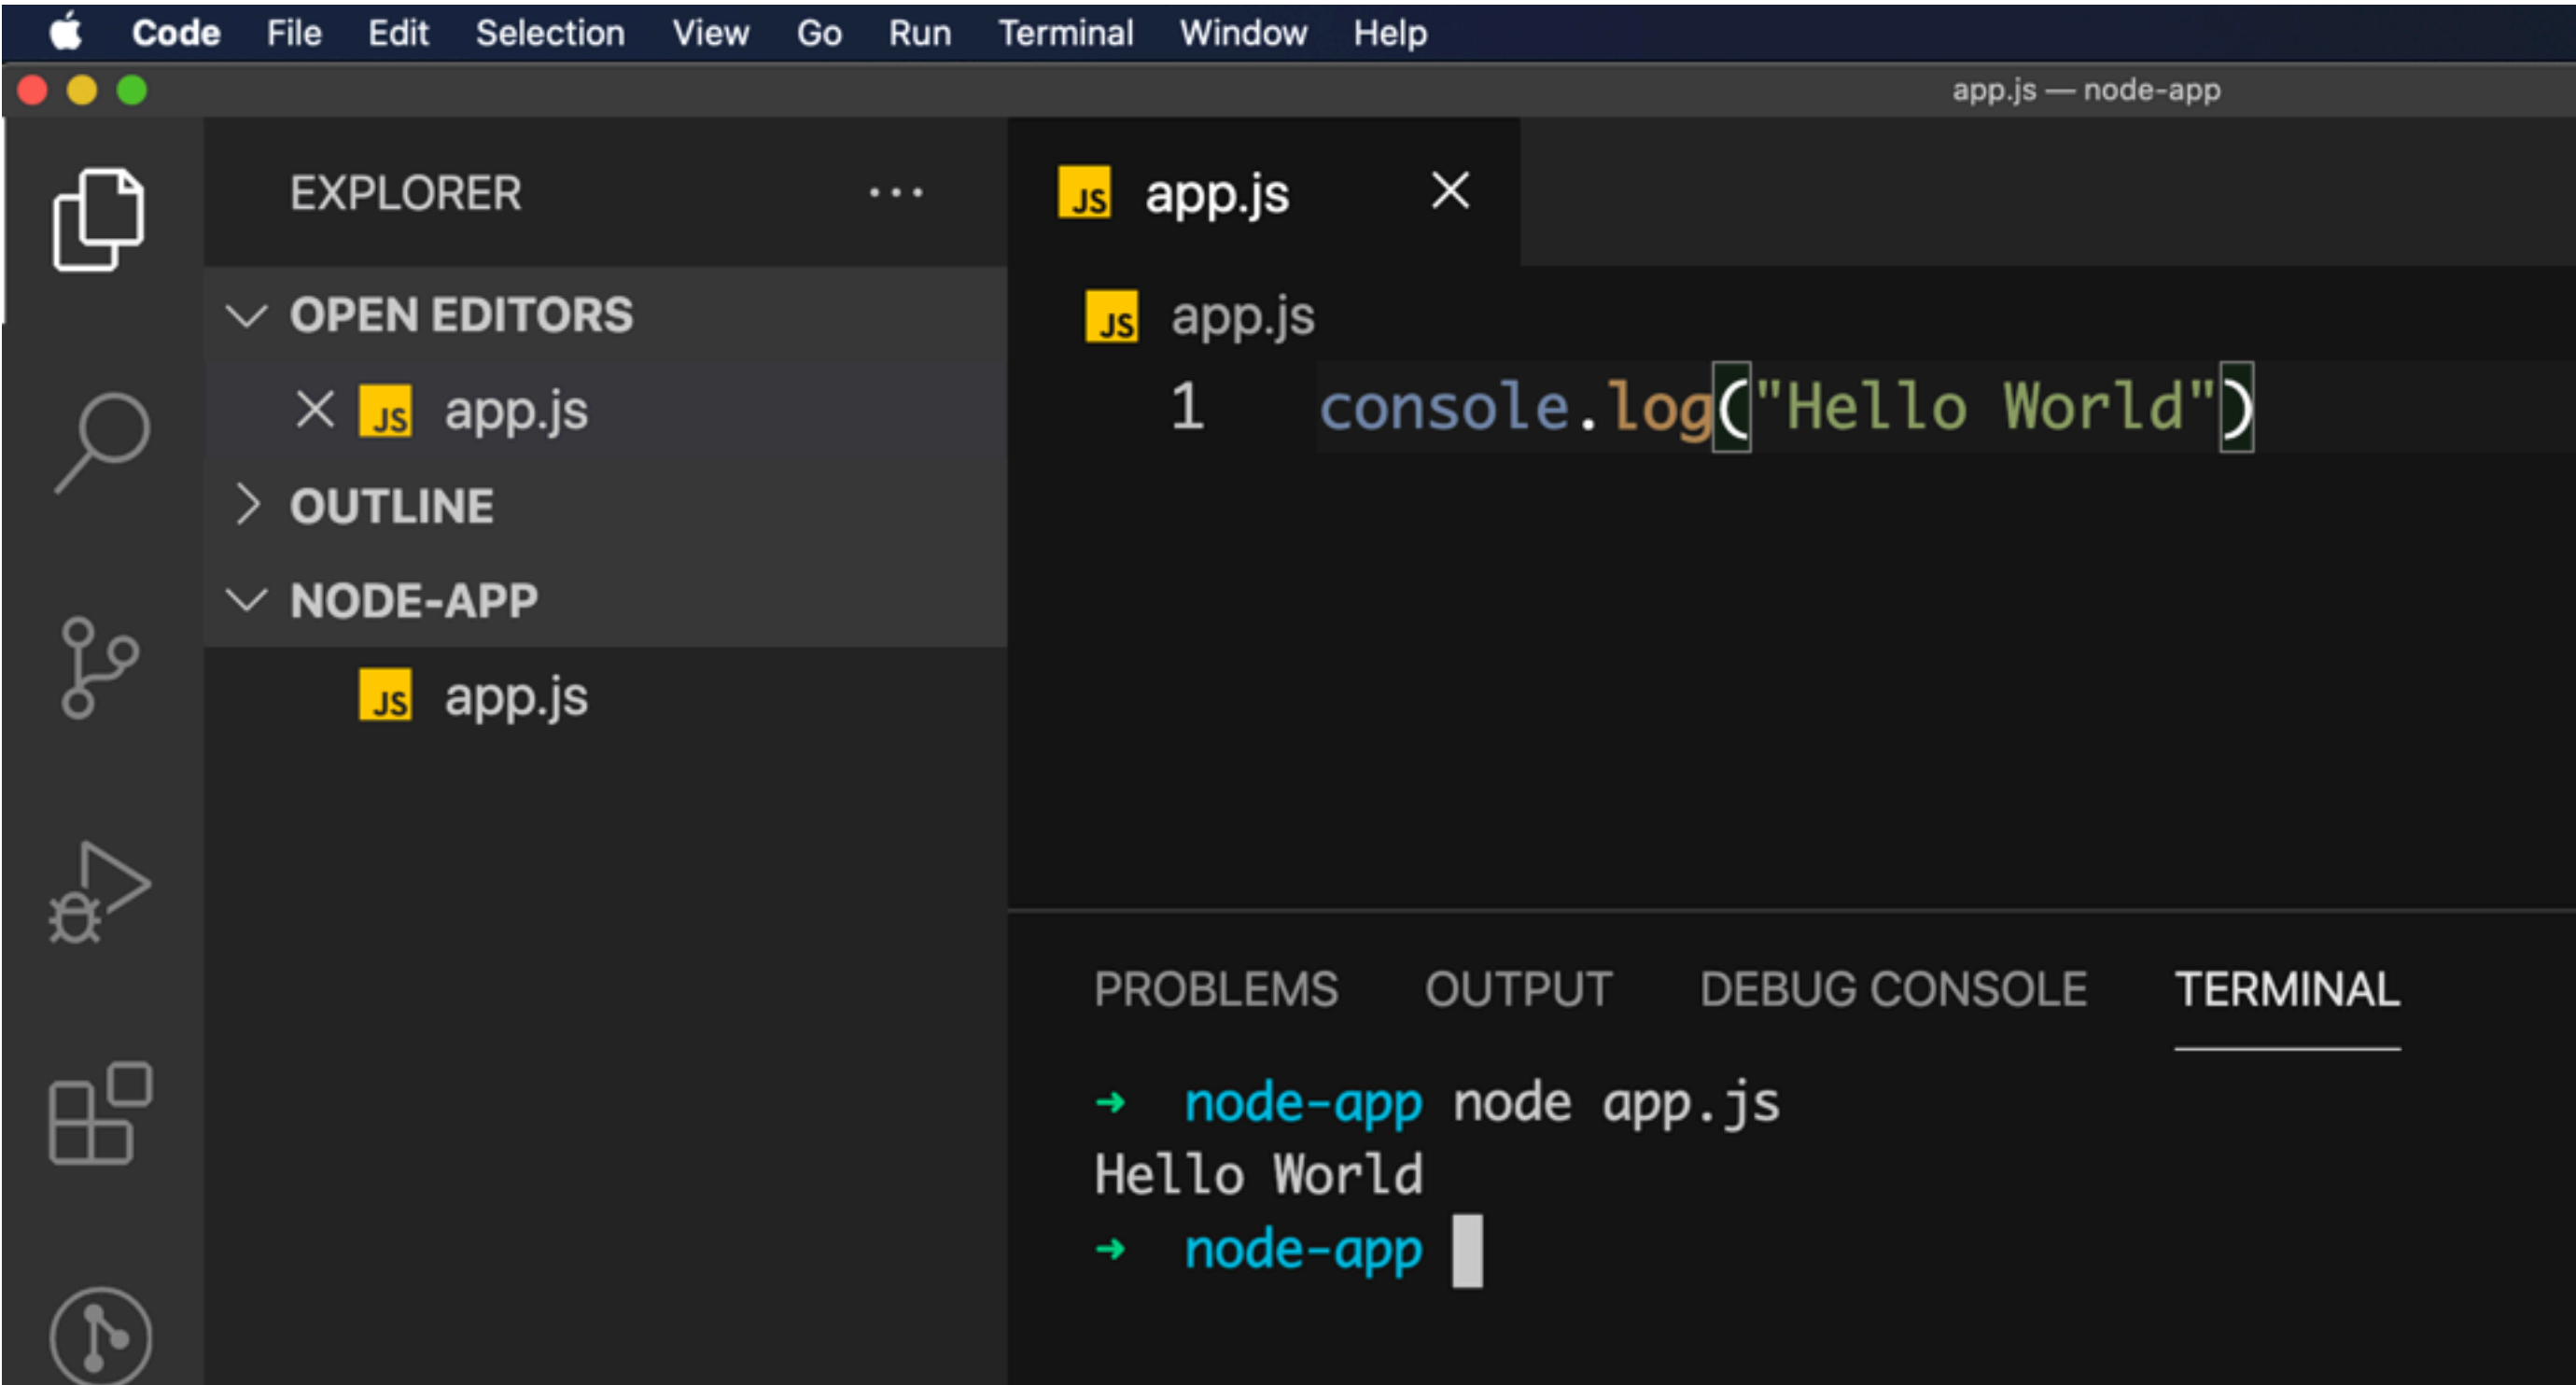 Code File Edit Selection View Go Run Terminal Window Help
app.js — node-app
EXPLORER ...
OPEN EDITORS
JS app.js
OUTLINE
NODE-APP
JS app.js
JS app.js
JS app.js
1 console.log("Hello World")
PROBLEMS OUTPUT DEBUG CONSOLE TERMINAL
→ node-app node app.js
Hello World
→ node-app